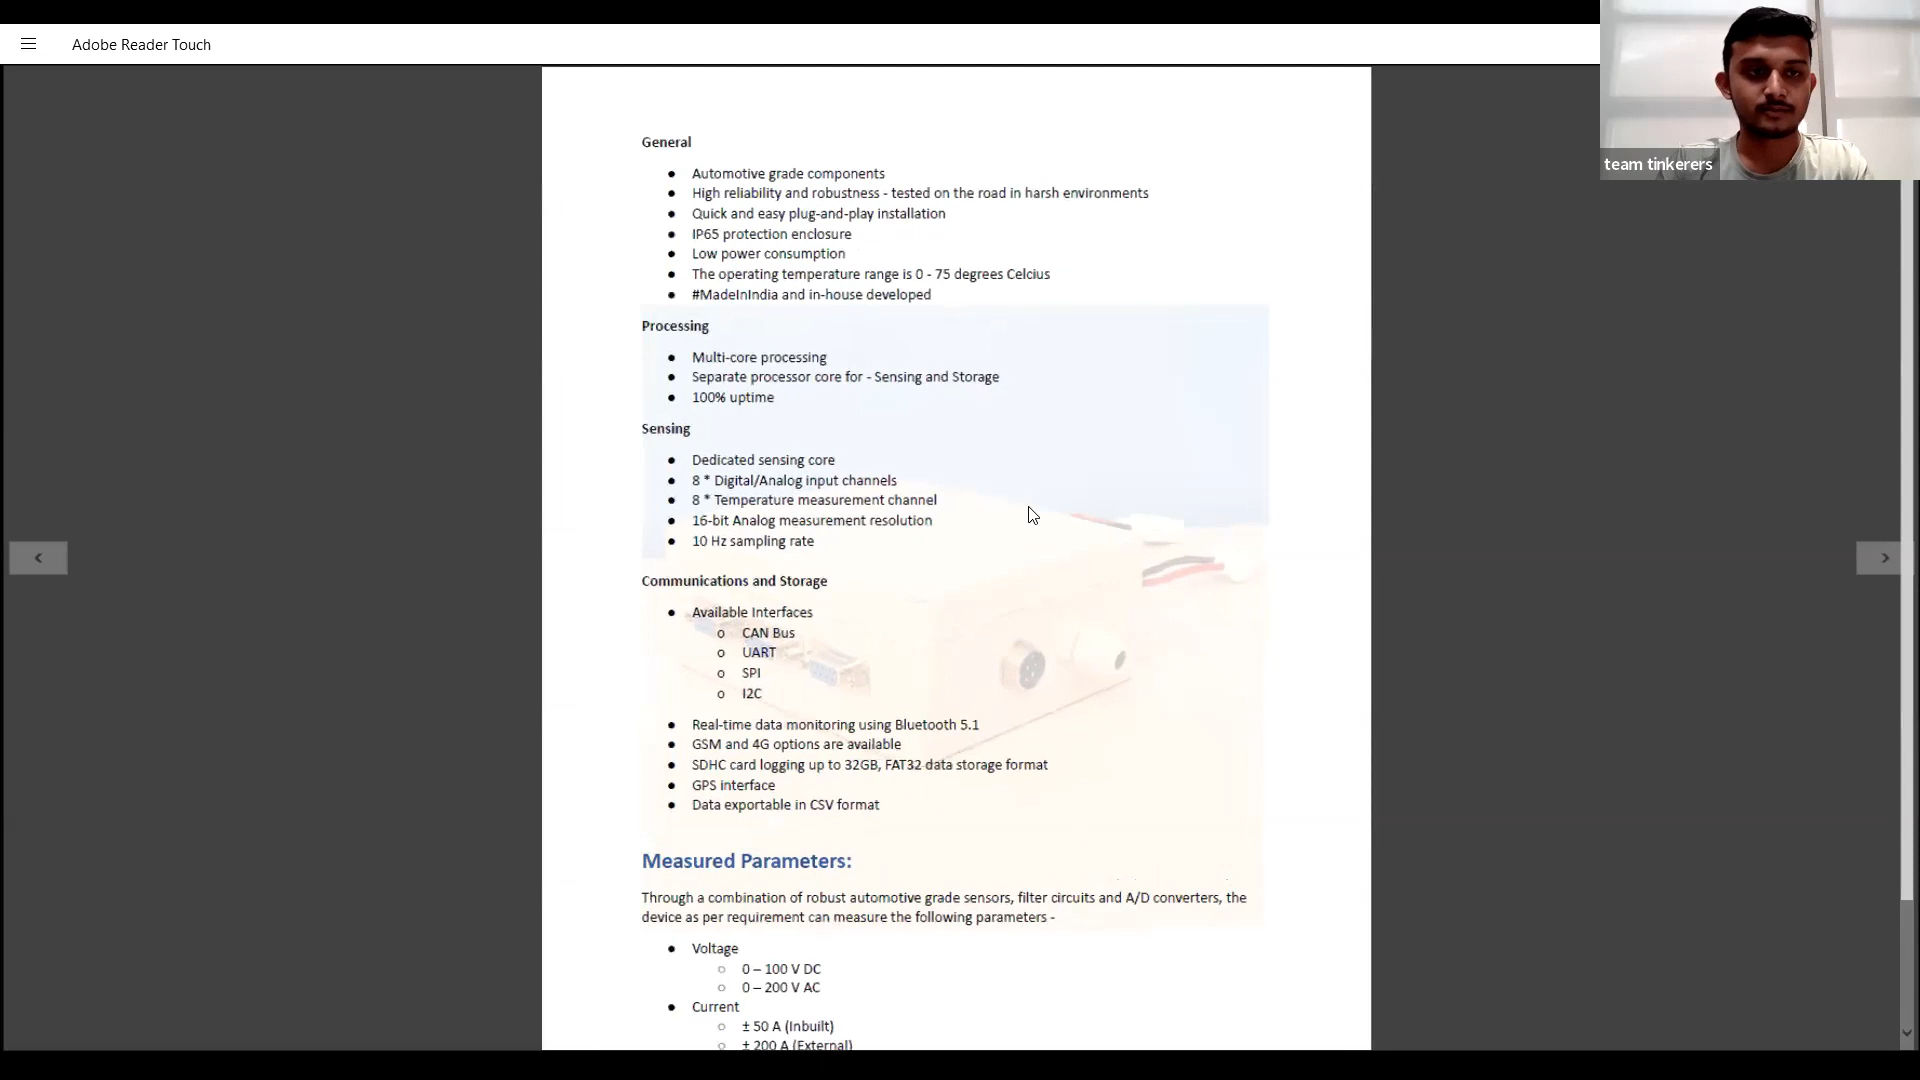 Adobe Reader Touch
team tinkerers
General
● Automotive grade components
● High reliability and robustness - tested on the road in harsh environments
● Quick and easy plug-and-play installation
● IP65 protection enclosure
● Low power consumption
● The operating temperature range is 0 - 75 degrees Celcius
● #MadeInIndia and in-house developed
Processing
● Multi-core processing
● Separate processor core for - Sensing and Storage
● 100% uptime
Sensing
● Dedicated sensing core
● 8 * Digital/Analog input channels
● 8 * Temperature measurement channel
● 16-bit Analog measurement resolution
● 10 Hz sampling rate
Communications and Storage
● Available Interfaces
o CAN Bus
o UART
o SPI
o I2C
● Real-time data monitoring using Bluetooth 5.1
● GSM and 4G options are available
● SDHC card logging up to 32GB, FAT32 data storage format
● GPS interface
● Data exportable in CSV format
Measured Parameters:
Through a combination of robust automotive grade sensors, filter circuits and A/D converters, the
device as per requirement can measure the following parameters -
● Voltage
○ 0 – 100 V DC
○ 0 – 200 V AC
● Current
○ ± 50 A (Inbuilt)
○ ± 200 A (External)